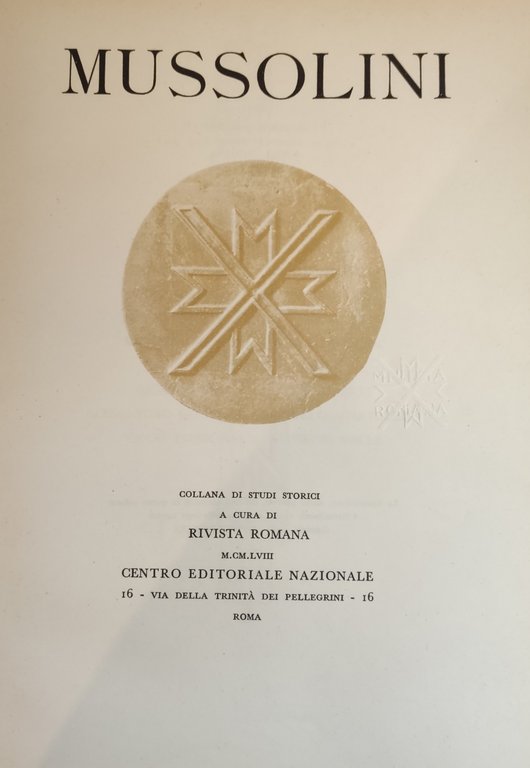 MUSSOLINI
COLLANA DI STUDI STORICI
A CURA DI
RIVISTA ROMANA
M.CM.LVIII
CENTRO EDITORIALE NAZIONALE
16 - VIA DELLA TRINITÀ DEI PELLEGRINI - 16
ROMA